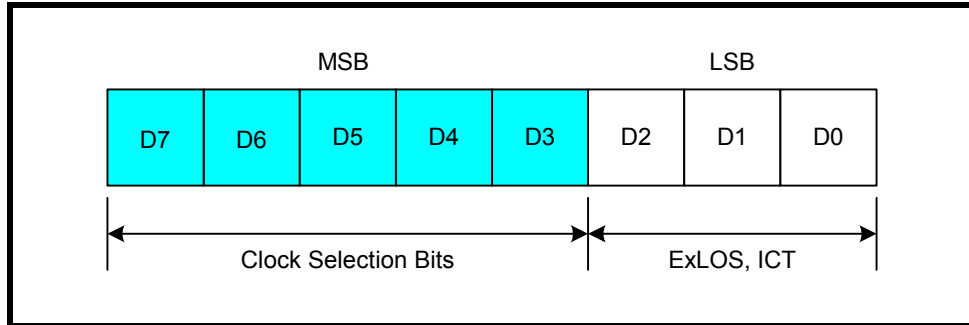 MSB LSB
D7 D6 D5 D4 D3 D2 D1 D0
Clock Selection Bits ExLOS, ICT